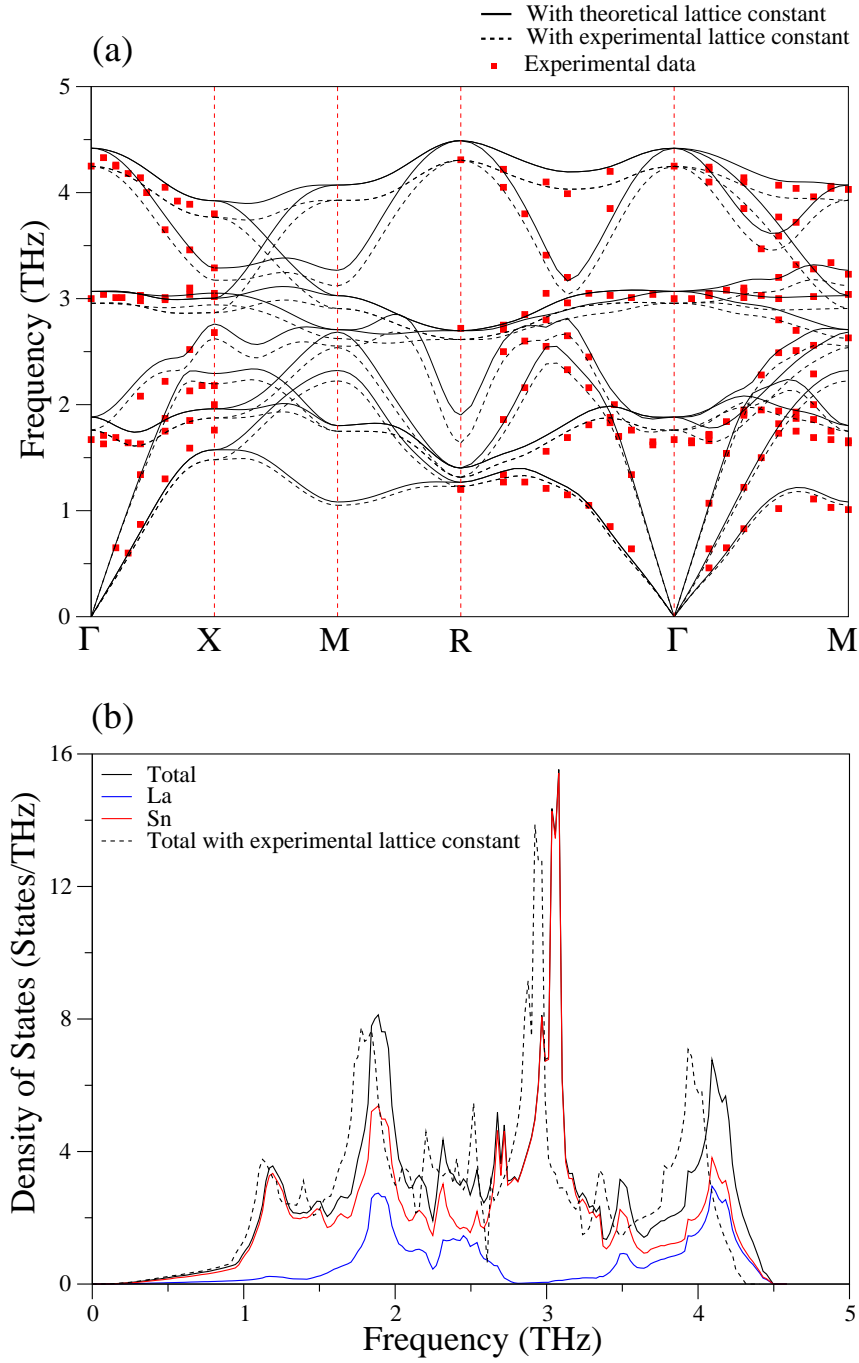 With theoretical lattice constant
(a)
With experimental lattice constant
Experimental data
5
4
3
2
1
0
Frequency (THz)
Γ X M R Γ M
(b)
16
12
8
4
0
Density of States (States/THz)
Total
La
Sn
Total with experimental lattice constant
0 1 2 3 4 5
Frequency (THz)